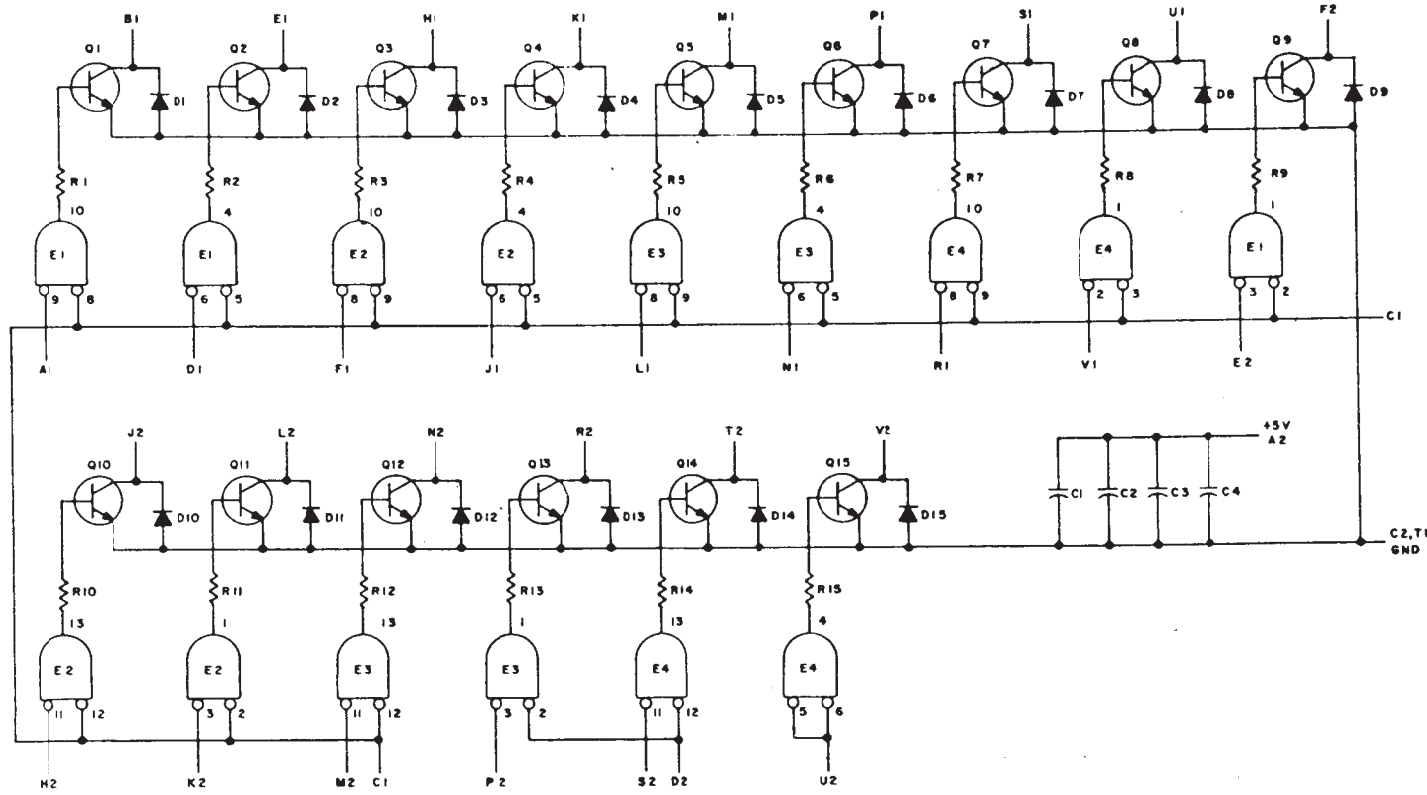 B1 E1 H1 K1 M1 P1 S1 U1 F2
Q1 Q2 Q3 Q4 Q5 Q6 Q7 Q8 Q9
D1 D2 D3 D4 D5 D6 D7 D8 D9
R1 R2 R3 R4 R5 R6 R7 R8 R9
10 4 10 4 10 4 10 1 1
E1 E1 E2 E2 E3 E3 E4 E4 E1
9 8 6 5 8 9 6 5 8 9 6 5 8 9 2 3 3 2
C1
A1 D1 F1 J1 L1 N1 R1 V1 E2
J2 L2 N2 R2 T2 V2 +5V
A2
Q10 Q11 Q12 Q13 Q14 Q15
C1 C2 C3 C4
D10 D11 D12 D13 D14 D15
C2,T1
GND
R10 R11 R12 R13 R14 R15
13 1 13 1 13 4
E2 E2 E3 E3 E4 E4
11 12 3 2 11 12 3 2 11 12 5 6
H2 K2 M2 C1 P2 S2 D2 U2